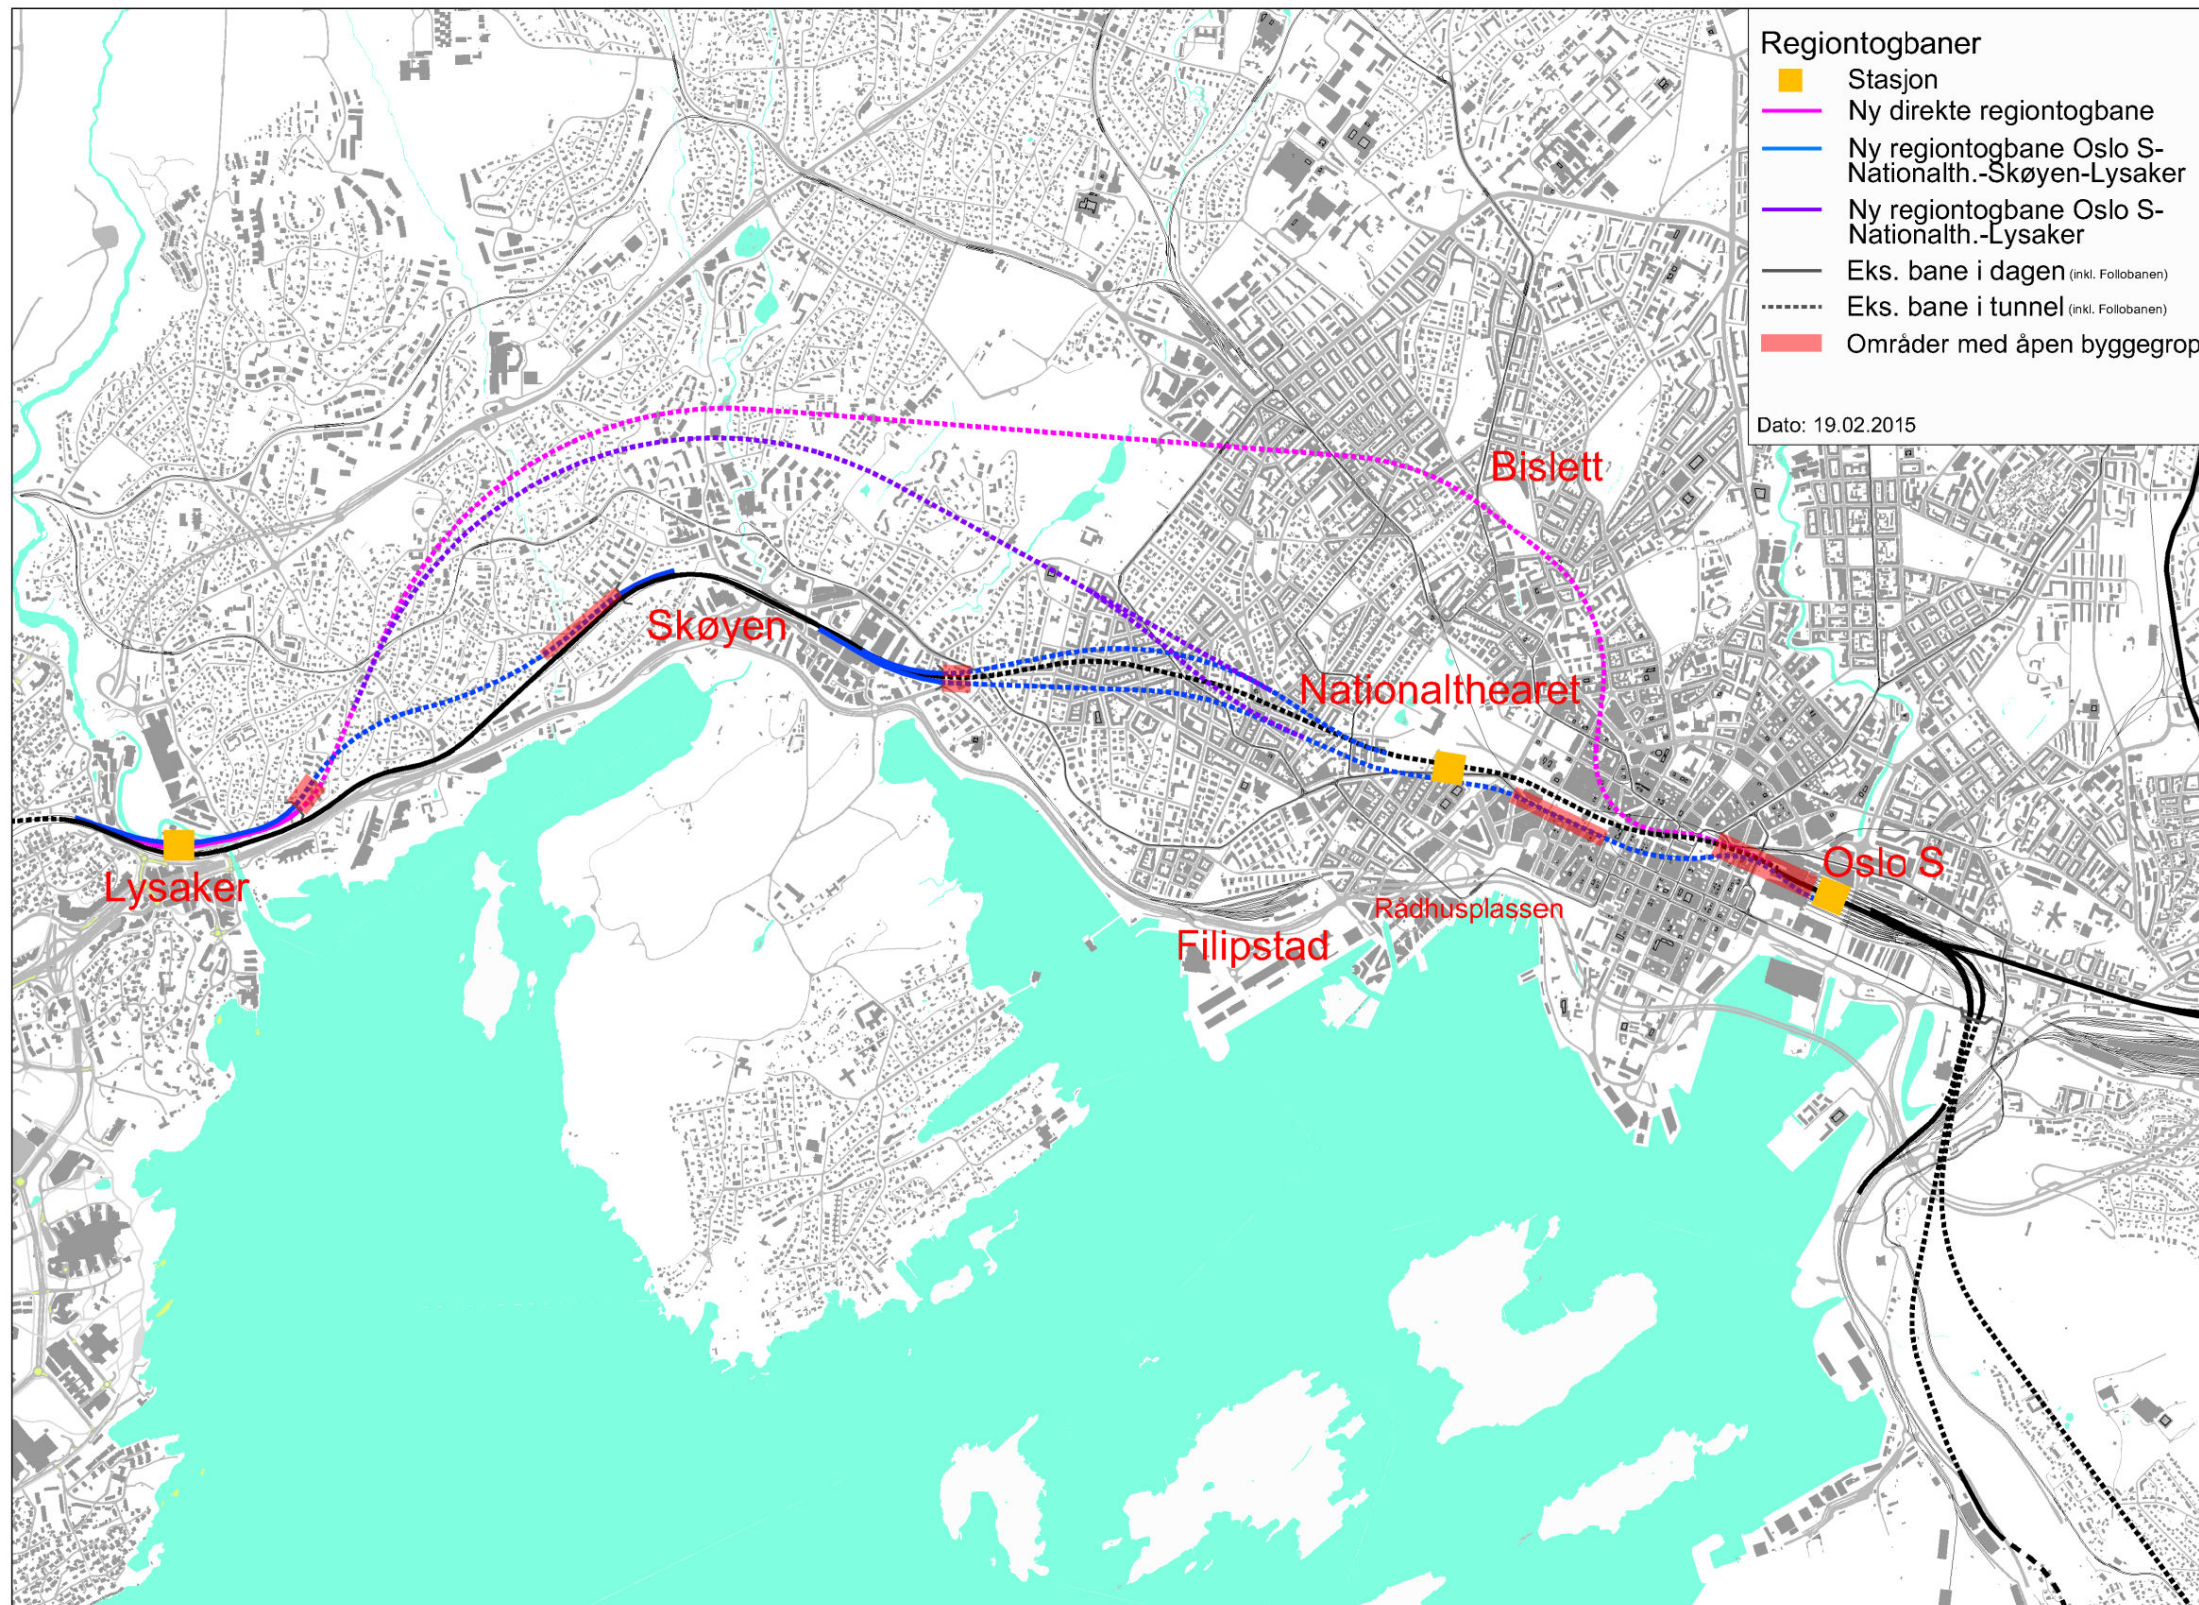 Regiontogbaner
Stasjon
Ny direkte regiontogbane
Ny regiontogbane Oslo S-
Nationalth.-Skøyen-Lysaker
Ny regiontogbane Oslo S-
Nationalth.-Lysaker
Eks. bane i dagen (inkl. Follobanen)
Eks. bane i tunnel (inkl. Follobanen)
Områder med åpen byggegrop
Dato: 19.02.2015
Bislett
Skøyen
Nationalthearet
Oslo S
Lysaker
Rådhusplassen
Filipstad